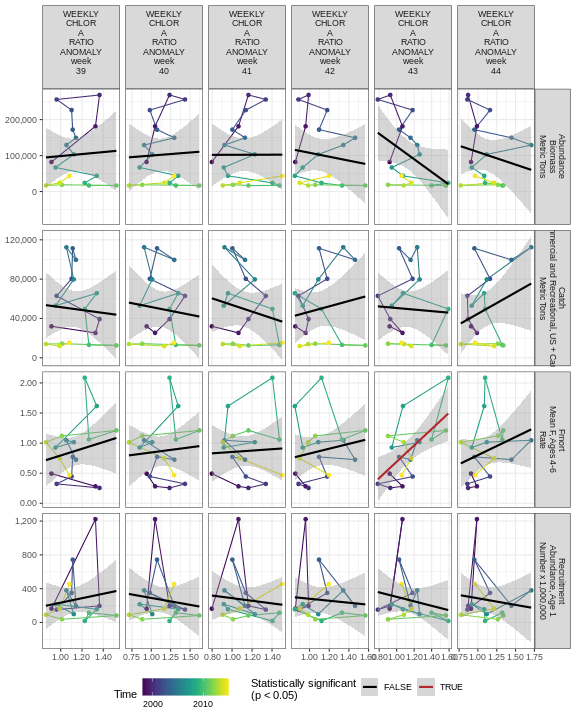 WEEKLY CHLOR A RATIO ANOMALY week 39
WEEKLY CHLOR A RATIO ANOMALY week 40
WEEKLY CHLOR A RATIO ANOMALY week 41
WEEKLY CHLOR A RATIO ANOMALY week 42
WEEKLY CHLOR A RATIO ANOMALY week 43
WEEKLY CHLOR A RATIO ANOMALY week 44
200,000
100,000
0
Abundance
Biomass
Metric Tons
120,000
80,000
40,000
0
Catch
mmercial and Recreational, US + Ca
Metric Tons
2.00
1.50
1.00
0.50
0.00
Fmort
Mean F, Ages 4-6
Rate
1,200
800
400
0
Recruitment
Abundance, Age 1
Number x 1,000,000
1.00 1.20 1.40
0.75 1.00 1.25 1.50
0.80 1.00 1.20 1.40
1.00 1.20 1.40 1.60
0.80 1.00 1.20 1.40 1.60
0.75 1.00 1.25 1.50 1.75
Time
2000 2010
Statistically significant
(p < 0.05)
FALSE
TRUE